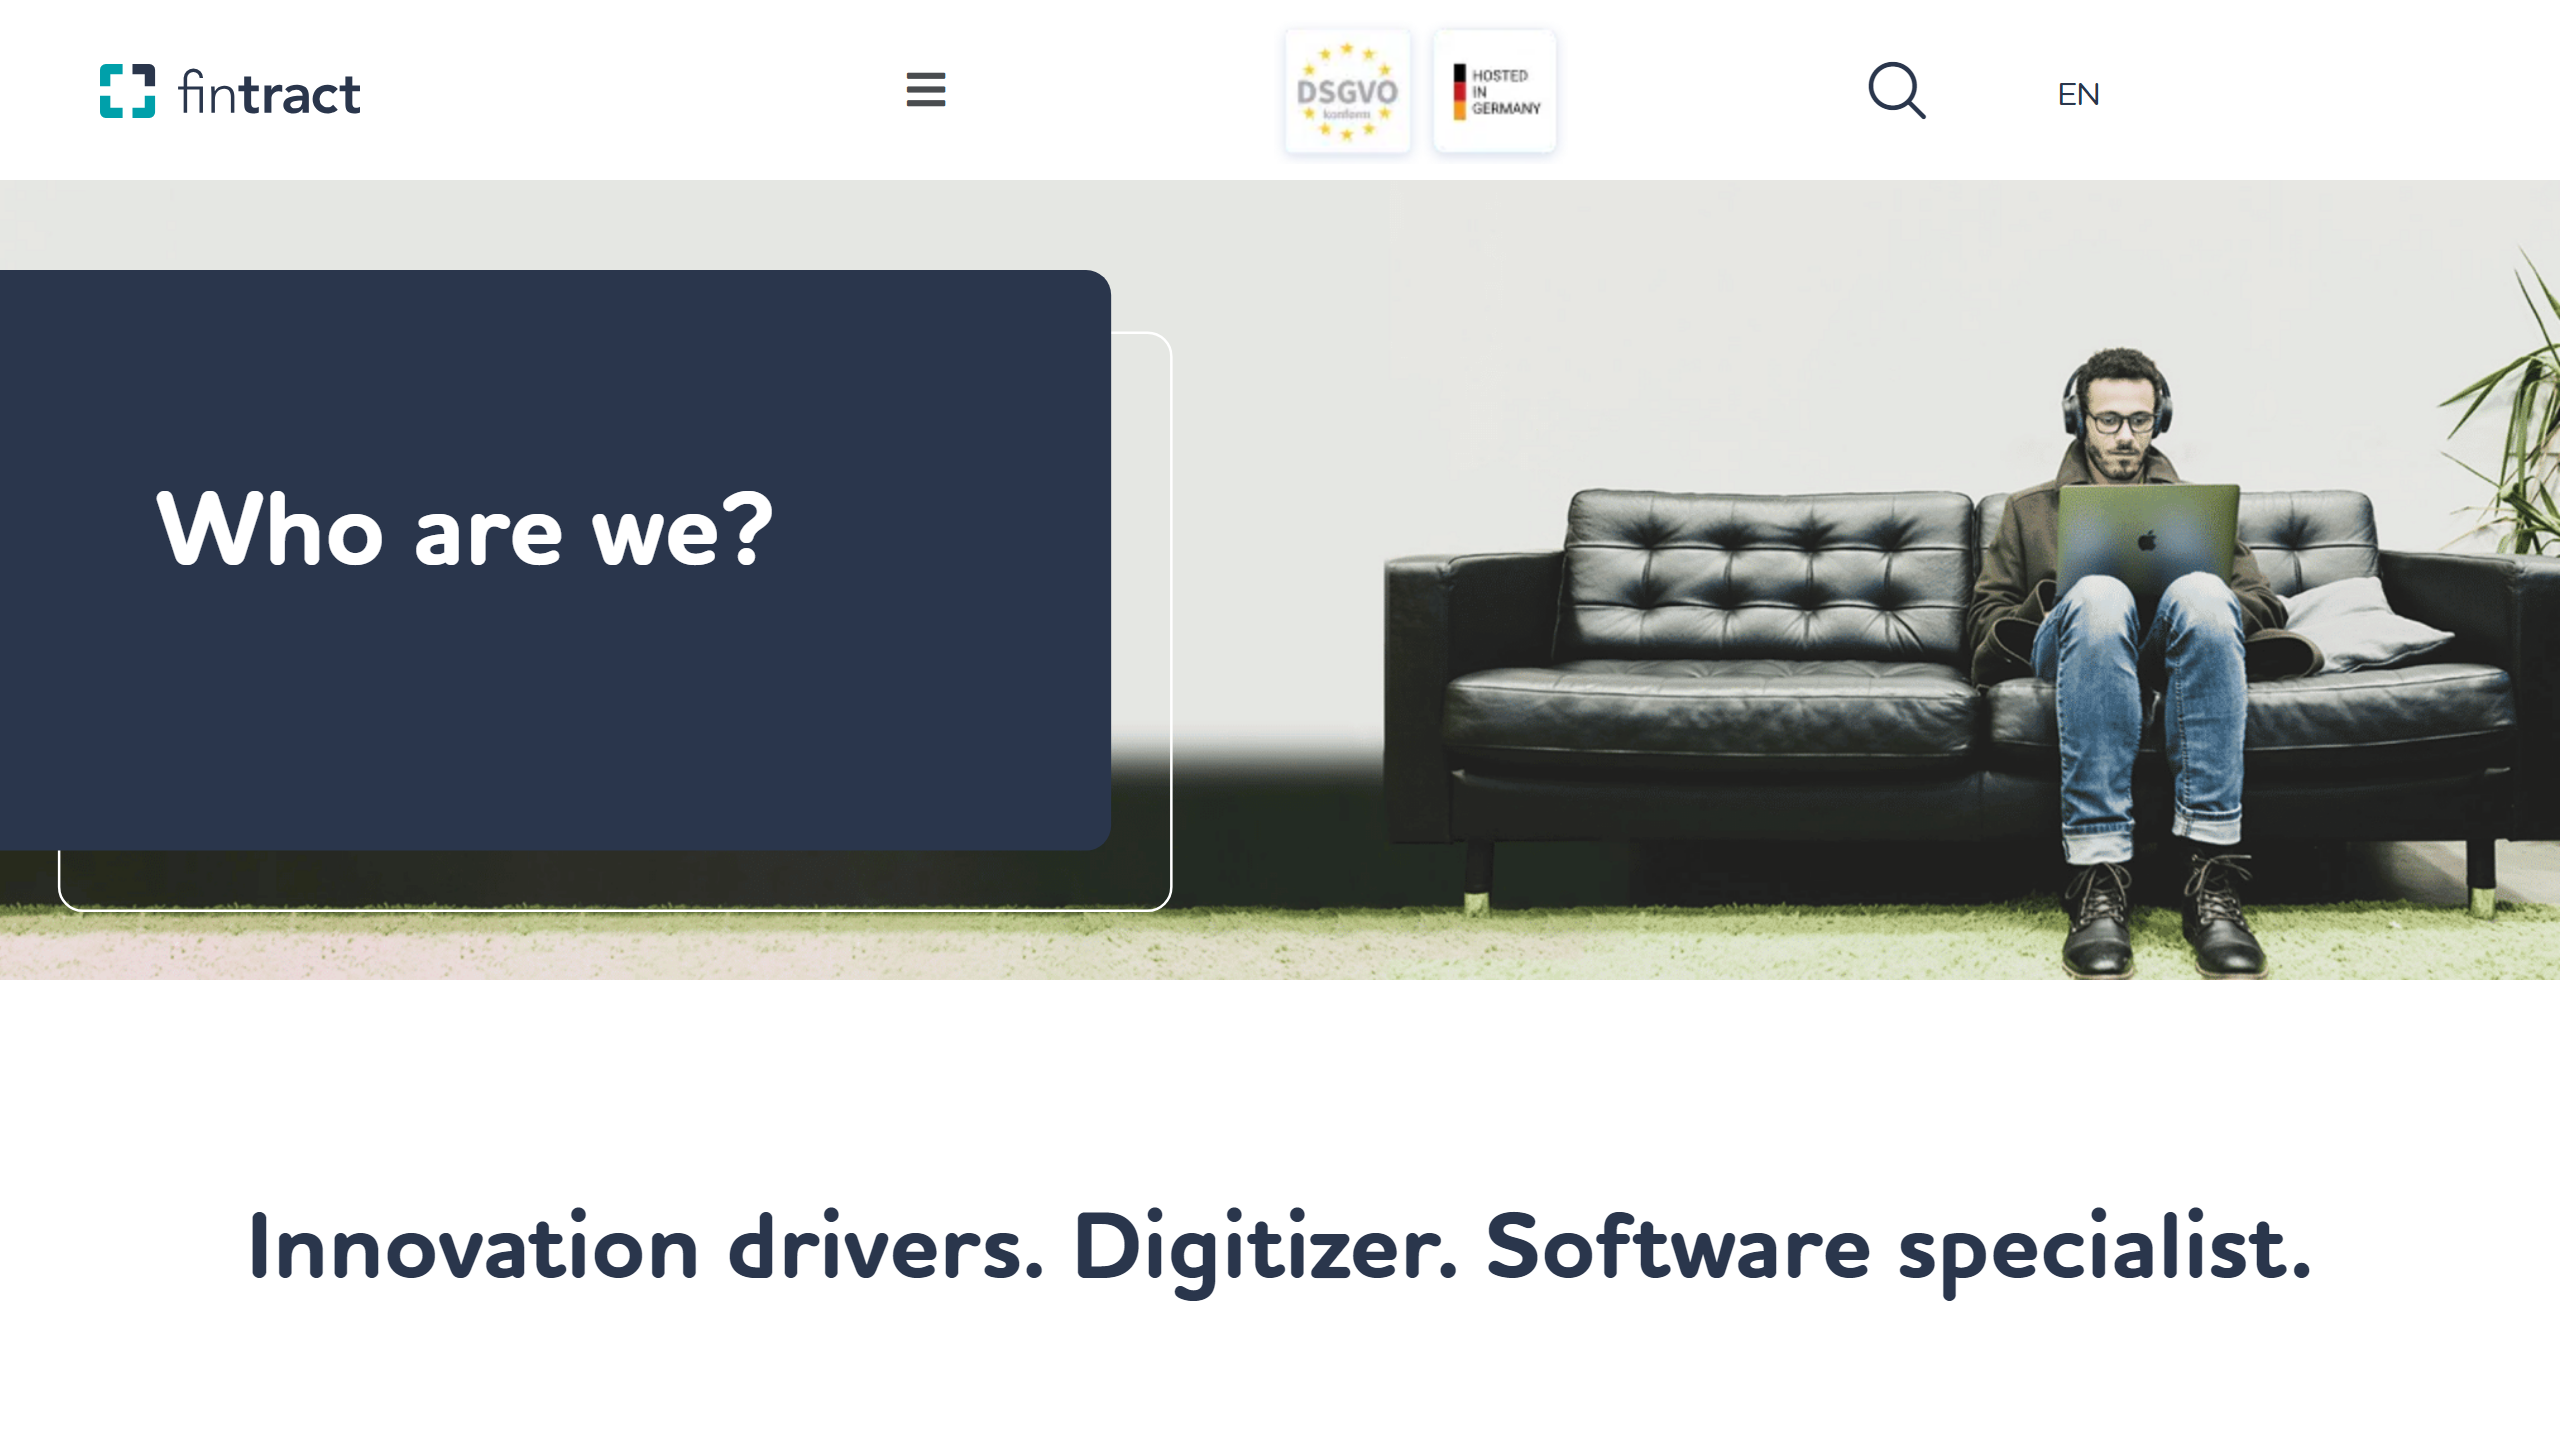 fintract
DSGVO
konform
HOSTED
IN
GERMANY
EN
Who are we?
Innovation drivers. Digitizer. Software specialist.